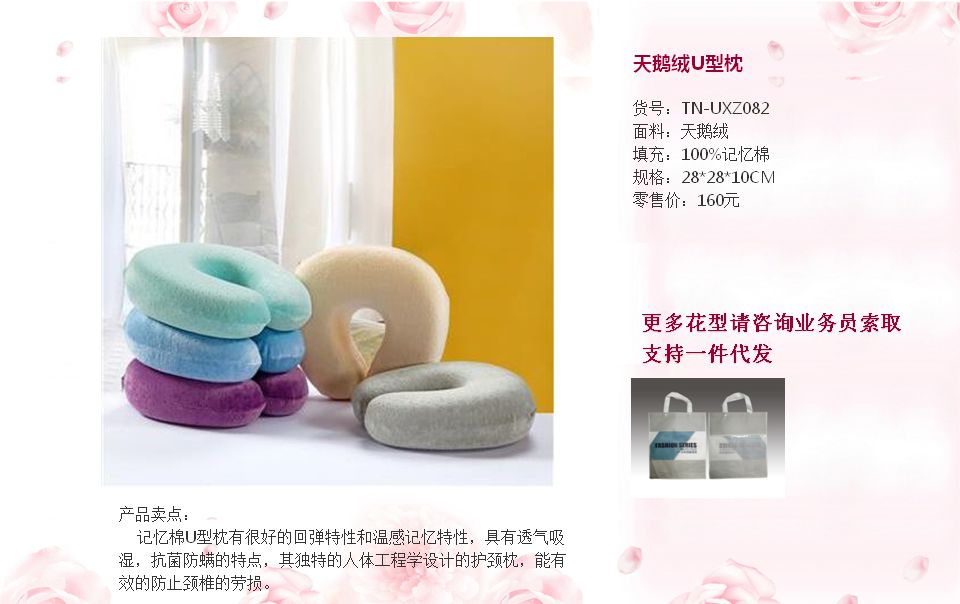 天鹅绒U型枕
货号：TN-UXZ082
面料：天鹅绒
填充：100%记忆棉
规格：28*28*10CM
零售价：160元
更多花型请咨询业务员索取
支持一件代发
FASHION SERIES
产品卖点：
记忆棉U型枕有很好的回弹特性和温感记忆特性，具有透气吸
湿，抗菌防螨的特点，其独特的人体工程学设计的护颈枕，能有
效的防止颈椎的劳损。